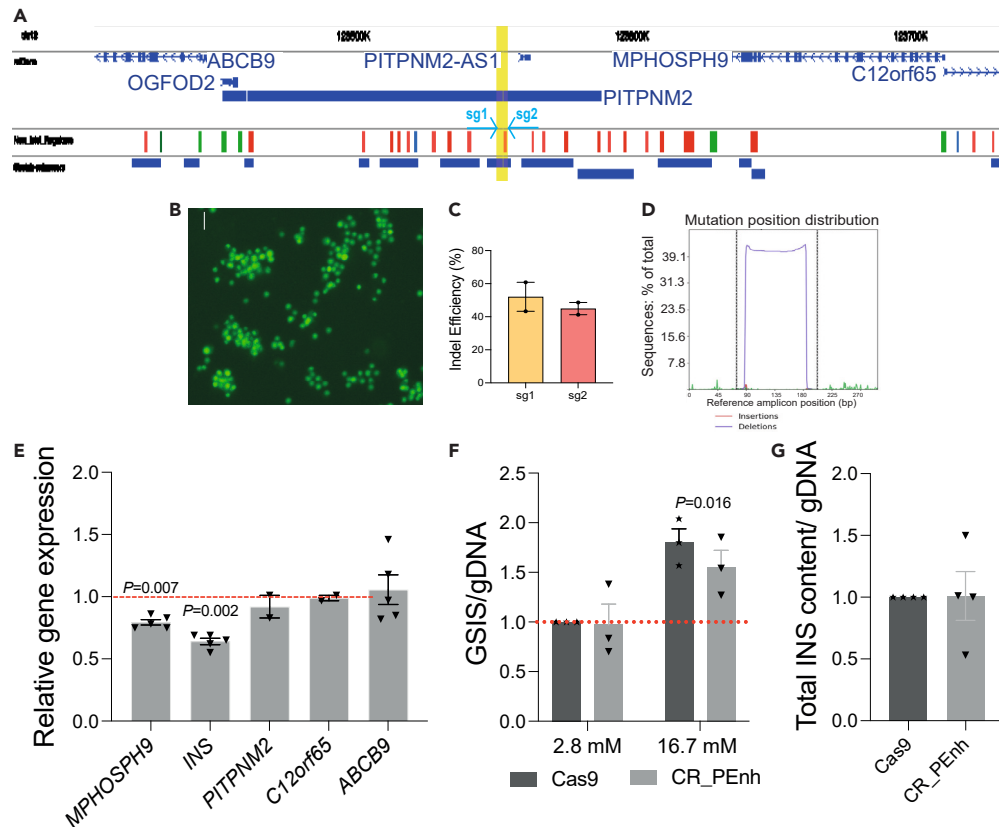 A
123600K
123700K
ABCB9
PITPNM2-AS1
MPHOSPH9
OGFOD2
C12orf65
PITPNM2
sg1
sg2
B
C
D
Indel Efficiency (%)
80
60
40
20
0
sg1
sg2
Mutation position distribution
Sequences: % of total
39.1
31.3
23.5
15.6
7.8
0
45
90
135
180
225
270
Reference amplicon position (bp)
Insertions
Deletions
E
Relative gene expression
2.0
1.5
1.0
0.5
0.0
P=0.007
P=0.002
MPHOSPH9
INS
PITPNM2
C12orf65
ABCB9
F
GSIS/gDNA
2.5
2.0
1.5
1.0
0.5
0.0
P=0.016
2.8 mM
16.7 mM
Cas9
CR_PEnh
G
Total INS content/ gDNA
2.0
1.5
1.0
0.5
0.0
Cas9
CR_PEnh